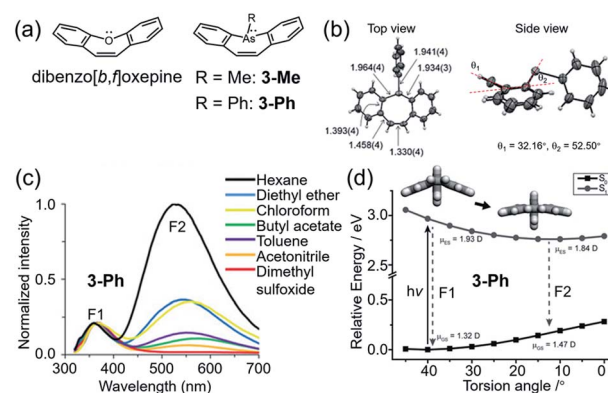 (a)
O
R
As
dibenzo[b,f]oxepine
R = Me: 3-Me
R = Ph: 3-Ph
(b)
Top view
Side view
1.964(4)
1.941(4)
1.934(3)
1.393(4)
1.458(4)
1.330(4)
θ1
θ2
θ1 = 32.16°, θ2 = 52.50°
(c)
Normalized intensity
1.0
0.5
0
300 400 500 600 700
Wavelength (nm)
3-Ph
F1
F2
Hexane
Diethyl ether
Chloroform
Butyl acetate
Toluene
Acetonitrile
Dimethyl
sulfoxide
(d)
Relative Energy / eV
3.0
2.75
0.25
0.0
40 30 20 10 0
Torsion angle /°
hν
F1
3-Ph
F2
μES = 1.93 D
μES = 1.84 D
μGS = 1.32 D
μGS = 1.47 D